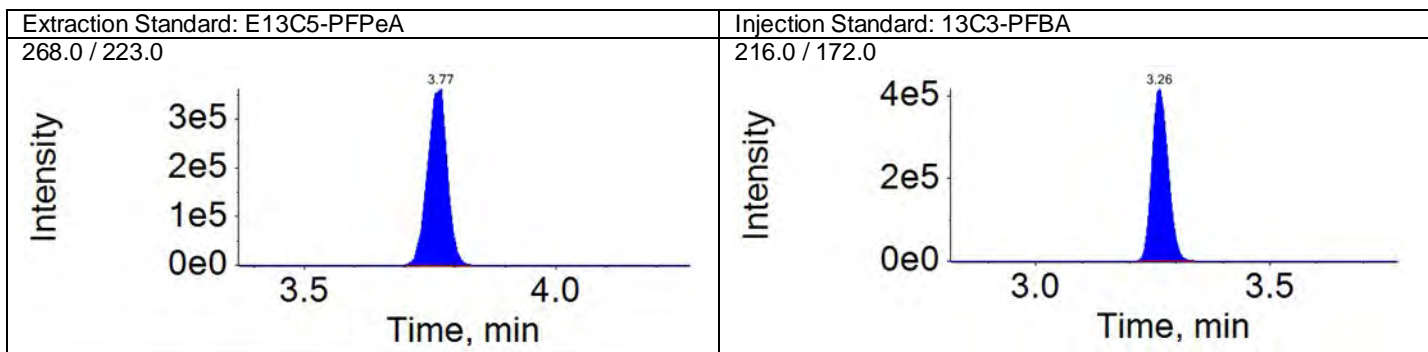 Extraction Standard: E13C5-PFPeA
268.0 / 223.0
3.77
Intensity
3e5
2e5
1e5
0e0
3.5 4.0
Time, min
Injection Standard: 13C3-PFBA
216.0 / 172.0
3.26
Intensity
4e5
2e5
0e0
3.0 3.5
Time, min